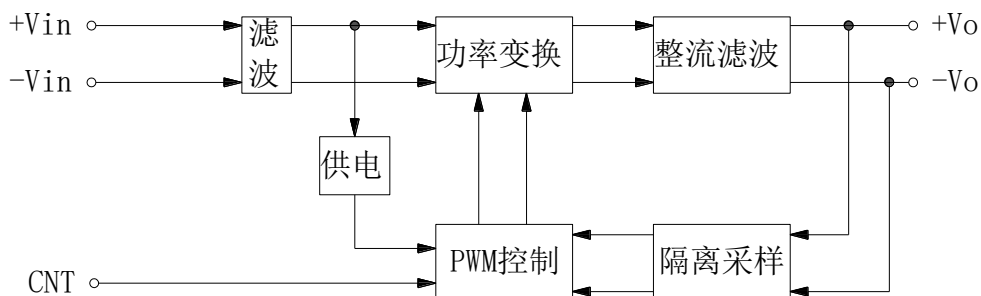 +Vin
滤波
功率变换
整流滤波
+Vo
-Vin
-Vo
供电
PWM控制
隔离采样
CNT